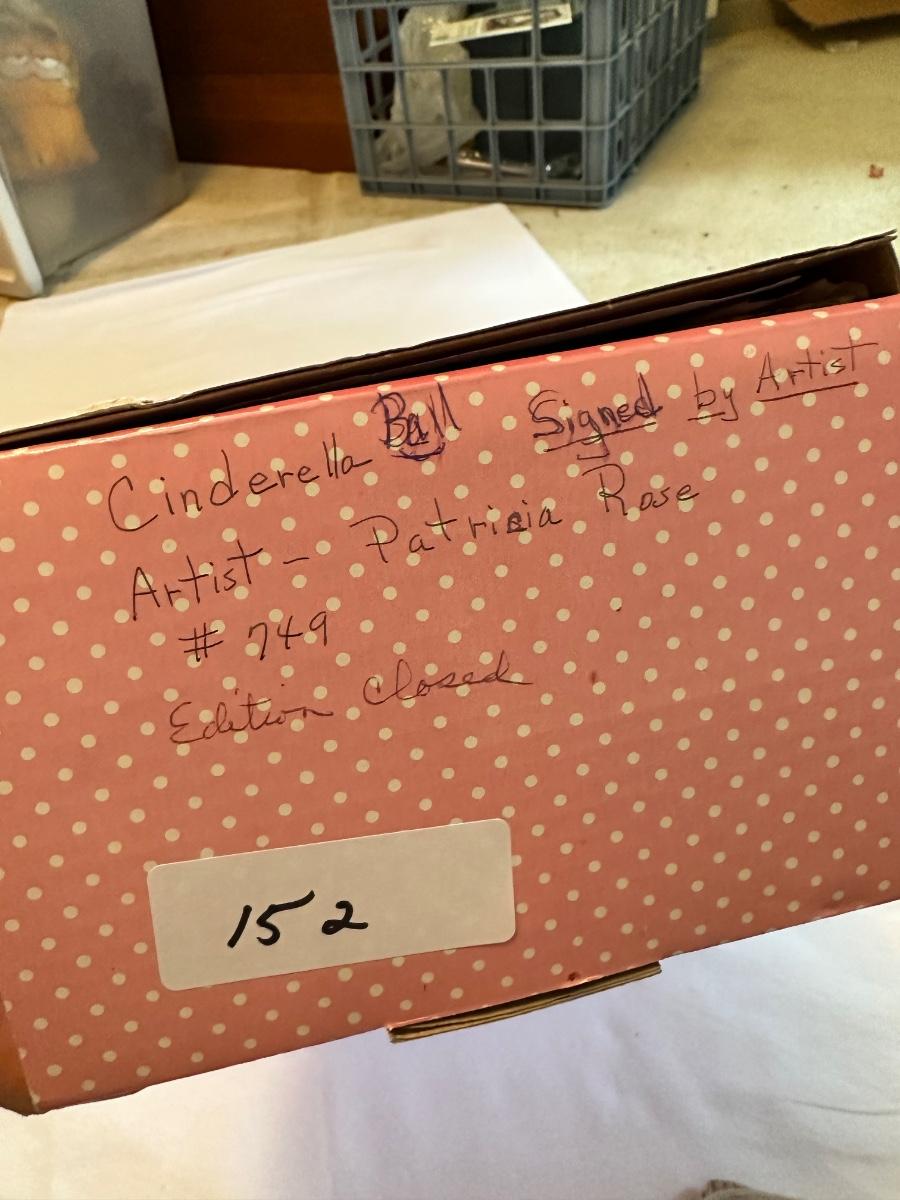 Cinderella Ball Signed by Artist
Artist - Patricia Rose
# 749
Edition Closed
152